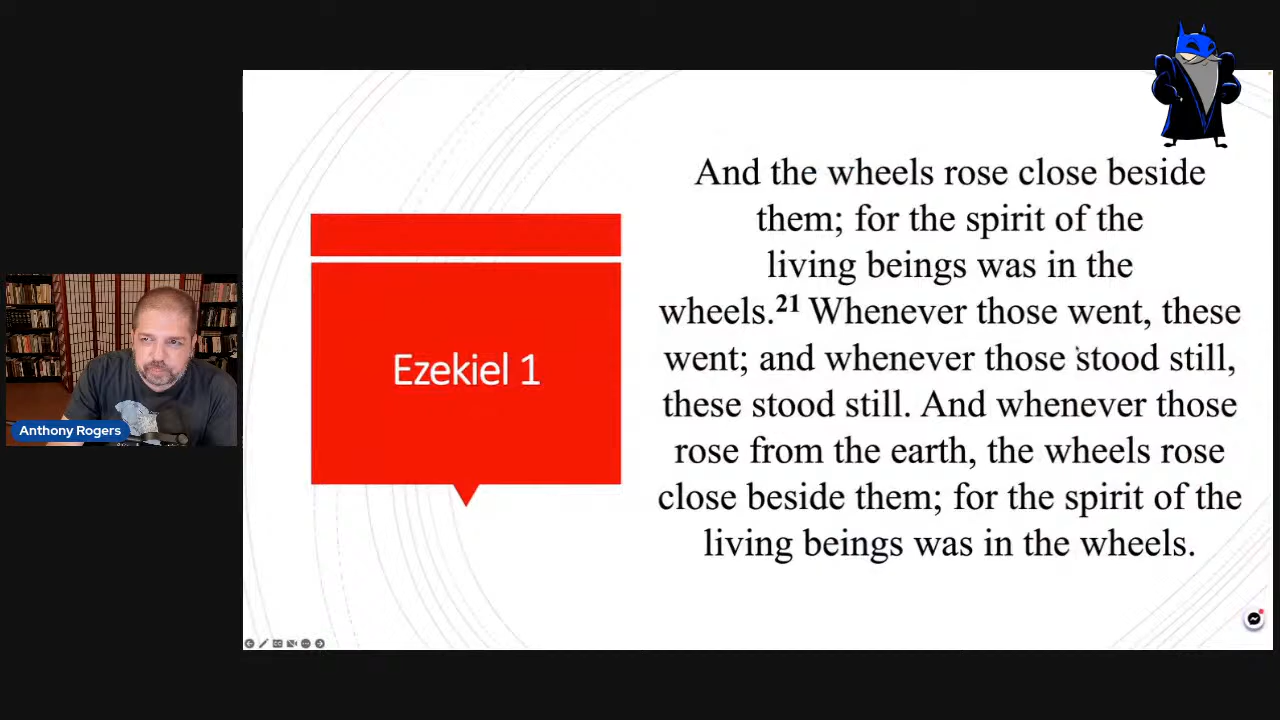 And the wheels rose close beside
them; for the spirit of the
living beings was in the
wheels.21 Whenever those went, these
went; and whenever those stood still,
these stood still. And whenever those
rose from the earth, the wheels rose
close beside them; for the spirit of the
living beings was in the wheels.
Ezekiel 1
Anthony Rogers